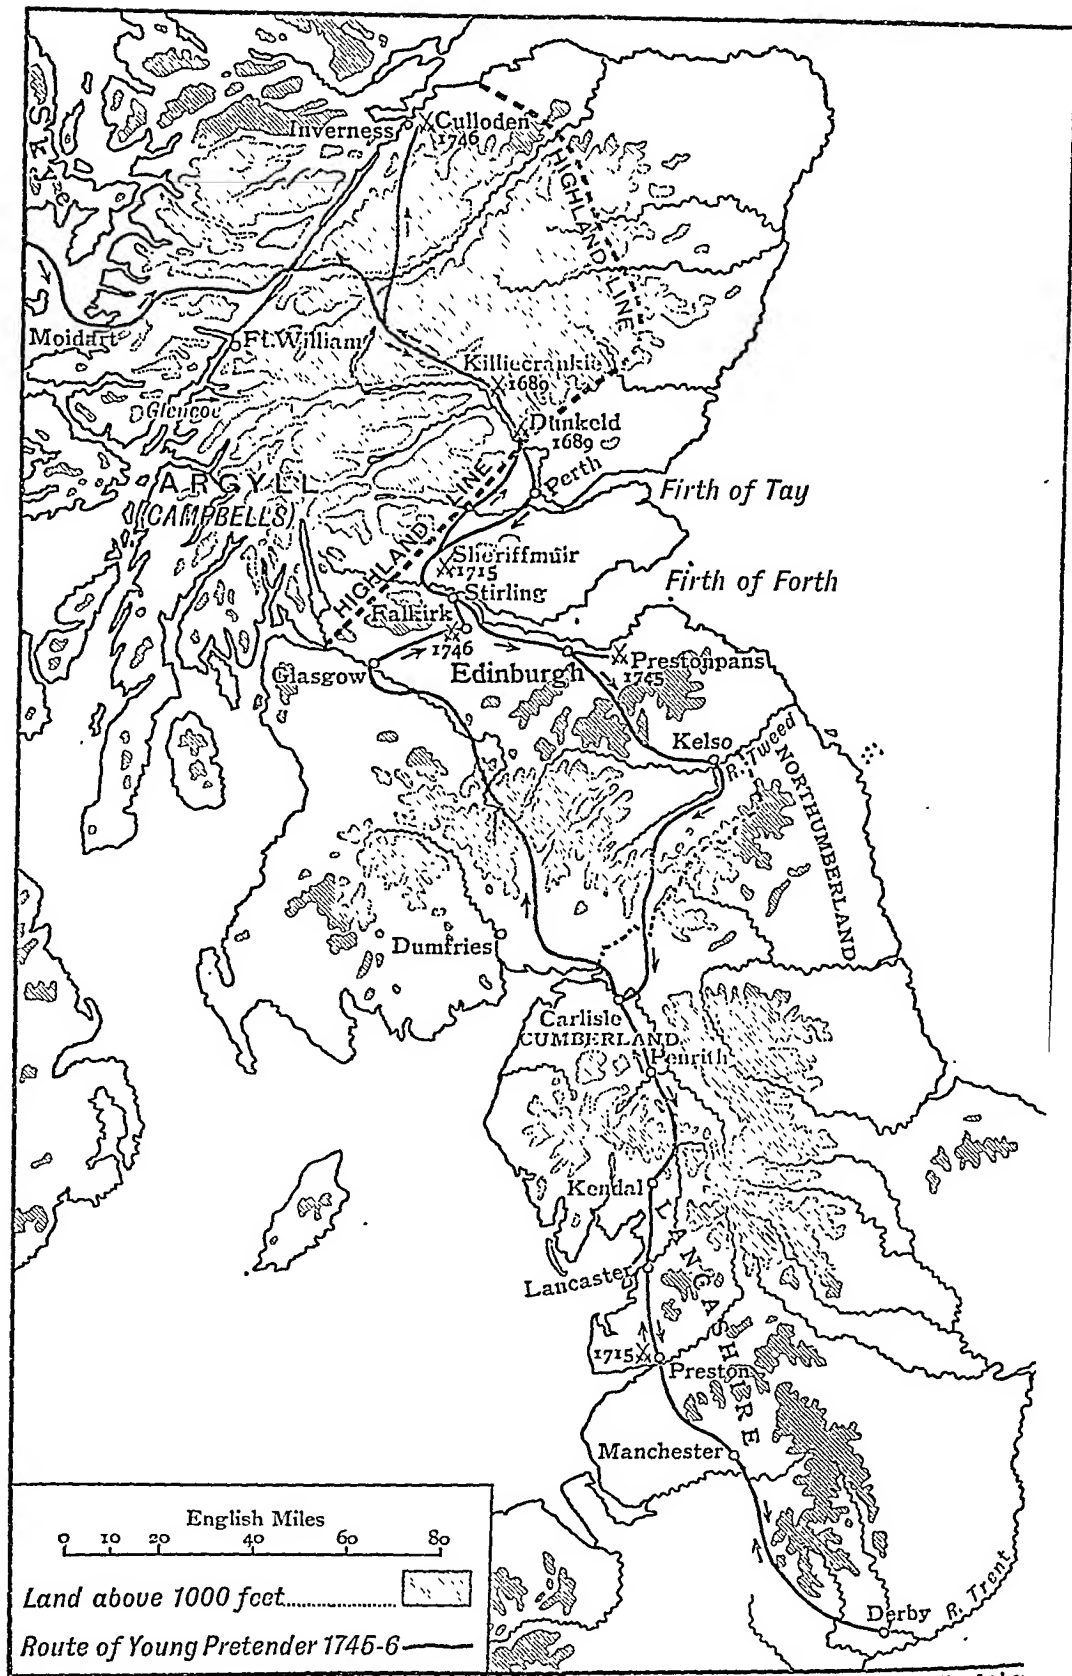 SKye
Inverness
Culloden
1746
HIGHLAND LINE
Moidart
Ft. William
Killiecrankie
1689
Glencoe
Dunkeld
1689
ARGYLL
(CAMPBELLS)
Perth
Firth of Tay
HIGHLAND LINE
Sheriffmuir
1715
Stirling
Firth of Forth
Falkirk
1746
Glasgow
Edinburgh
Prestonpans
1745
Kelso
R. Tweed
NORTHUMBERLAND
Dumfries
Carlisle
CUMBERLAND
Penrith
Kendal
LANCASHIRE
Lancaster
1715
Preston
Manchester
Derby
R. Trent
English Miles
0 10 20 40 60 80
Land above 1000 feet
Route of Young Pretender 1745-6